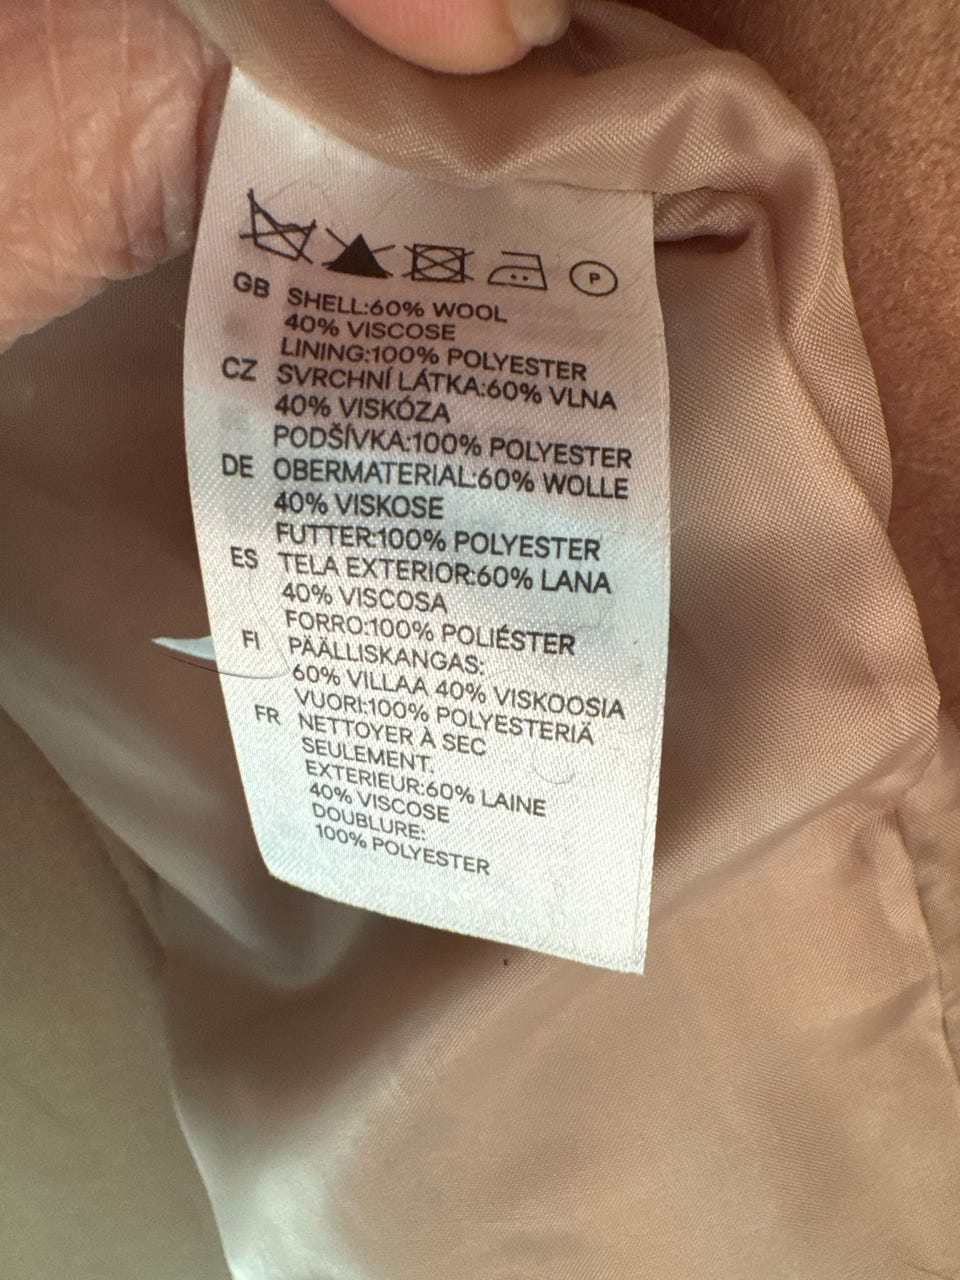 P
GB SHELL:60% WOOL
40% VISCOSE
LINING:100% POLYESTER
CZ SVRCHNÍ LÁTKA:60% VLNA
40% VISKÓZA
PODŠÍVKA:100% POLYESTER
DE OBERMATERIAL:60% WOLLE
40% VISKOSE
FUTTER:100% POLYESTER
ES TELA EXTERIOR:60% LANA
40% VISCOSA
FORRO:100% POLIÉSTER
FI PÄÄLLISKANGAS:
60% VILLAA 40% VISKOOSIA
VUORI:100% POLYESTERIÄ
FR NETTOYER À SEC
SEULEMENT.
EXTERIEUR:60% LAINE
40% VISCOSE
DOUBLURE:
100% POLYESTER